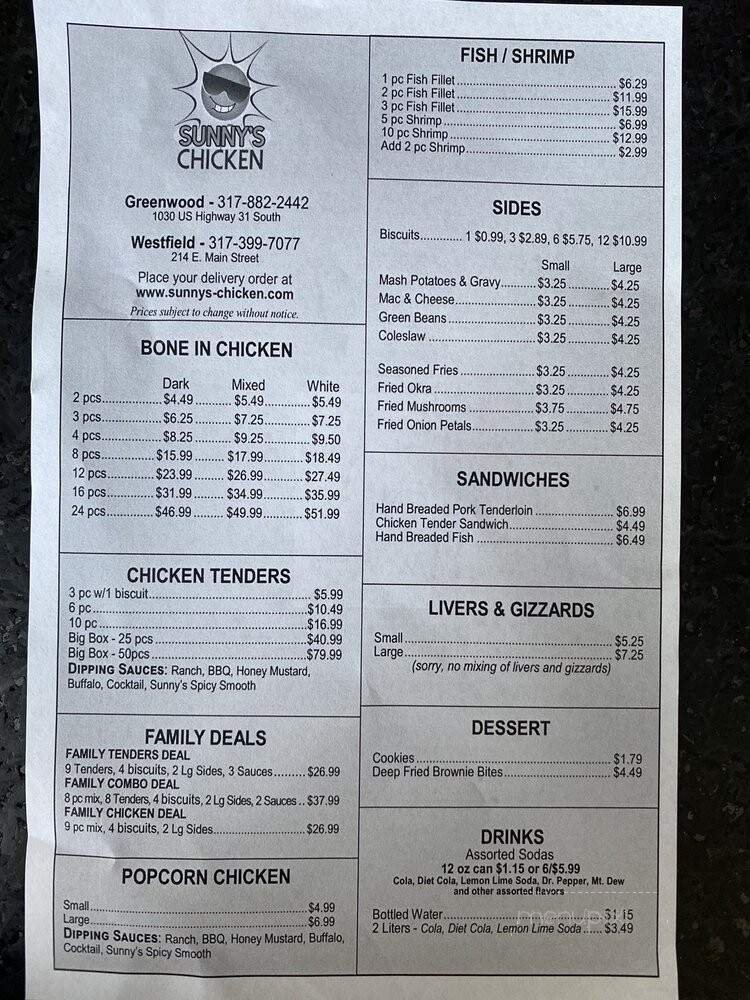 SUNNY'S
CHICKEN
Greenwood - 317-882-2442
1030 US Highway 31 South
Westfield - 317-399-7077
214 E. Main Street
Place your delivery order at
www.sunnys-chicken.com
Prices subject to change without notice.
BONE IN CHICKEN
Dark Mixed White
2 pcs............... $4.49.......... $5.49............. $5.49
3 pcs............... $6.25.......... $7.25............. $7.25
4 pcs............... $8.25.......... $9.25............. $9.50
8 pcs............... $15.99......... $17.99............ $18.49
12 pcs............. $23.99......... $26.99............ $27.49
16 pcs............. $31.99......... $34.99............ $35.99
24 pcs............. $46.99......... $49.99............ $51.99
CHICKEN TENDERS
3 pc w/1 biscuit........................................ $5.99
6 pc....................................................... $10.49
10 pc..................................................... $16.99
Big Box - 25 pcs...................................... $40.99
Big Box - 50pcs....................................... $79.99
DIPPING SAUCES: Ranch, BBQ, Honey Mustard,
Buffalo, Cocktail, Sunny's Spicy Smooth
FAMILY DEALS
FAMILY TENDERS DEAL
9 Tenders, 4 biscuits, 2 Lg Sides, 3 Sauces......... $26.99
FAMILY COMBO DEAL
8 pc mix, 8 Tenders, 4 biscuits, 2 Lg Sides, 2 Sauces .. $37.99
FAMILY CHICKEN DEAL
9 pc mix, 4 biscuits, 2 Lg Sides............................ $26.99
POPCORN CHICKEN
Small...................................................... $4.99
Large...................................................... $6.99
DIPPING SAUCES: Ranch, BBQ, Honey Mustard, Buffalo,
Cocktail, Sunny's Spicy Smooth
FISH / SHRIMP
1 pc Fish Fillet......................................... $6.29
2 pc Fish Fillet......................................... $11.99
3 pc Fish Fillet......................................... $15.99
5 pc Shrimp............................................. $6.99
10 pc Shrimp........................................... $12.99
Add 2 pc Shrimp....................................... $2.99
SIDES
Biscuits............ 1 $0.99, 3 $2.89, 6 $5.75, 12 $10.99
Small Large
Mash Potatoes & Gravy.......... $3.25............ $4.25
Mac & Cheese....................... $3.25............ $4.25
Green Beans......................... $3.25............ $4.25
Coleslaw .............................. $3.25............ $4.25
Seasoned Fries ..................... $3.25............ $4.25
Fried Okra ............................ $3.25............ $4.25
Fried Mushrooms .................. $3.75............ $4.75
Fried Onion Petals................. $3.25............ $4.25
SANDWICHES
Hand Breaded Pork Tenderloin ................... $6.99
Chicken Tender Sandwich.......................... $4.49
Hand Breaded Fish .................................. $6.49
LIVERS & GIZZARDS
Small ..................................................... $5.25
Large...................................................... $7.25
(sorry, no mixing of livers and gizzards)
DESSERT
Cookies................................................... $1.79
Deep Fried Brownie Bites........................... $4.49
DRINKS
Assorted Sodas
12 oz can $1.15 or 6/$5.99
Cola, Diet Cola, Lemon Lime Soda, Dr. Pepper, Mt. Dew
and other assorted flavors
Bottled Water........................................... $1.15
2 Liters - Cola, Diet Cola, Lemon Lime Soda ...... $3.49